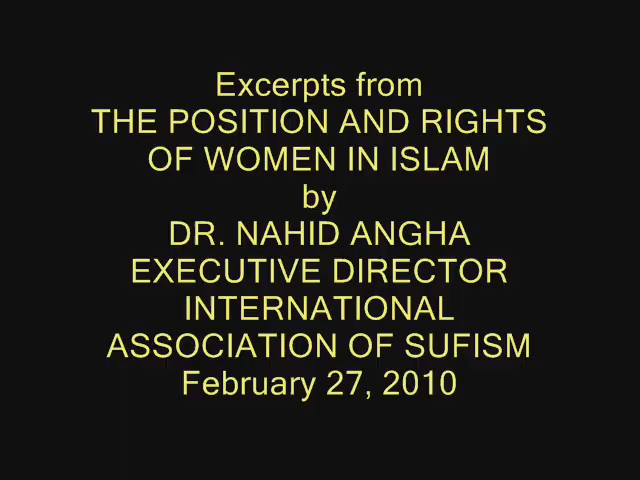 Excerpts from
THE POSITION AND RIGHTS
OF WOMEN IN ISLAM
by
DR. NAHID ANGHA
EXECUTIVE DIRECTOR
INTERNATIONAL
ASSOCIATION OF SUFISM
February 27, 2010